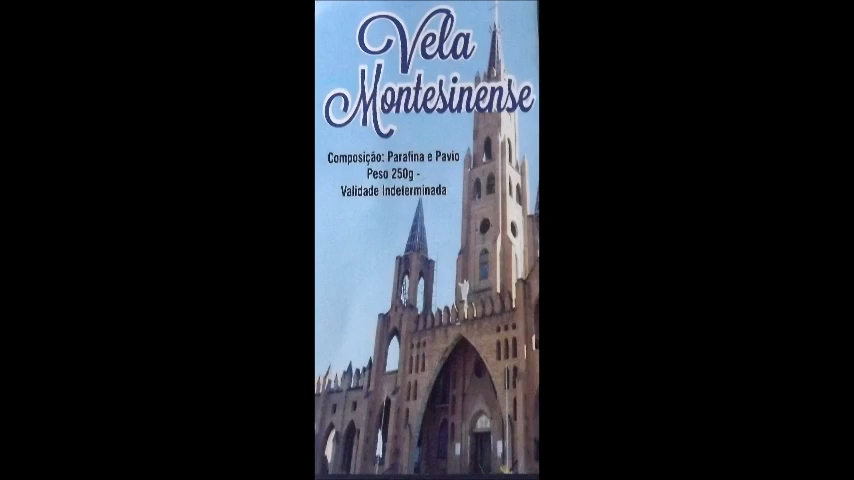 Vela
Montesinense
Composição: Parafina e Pavio
Peso 250g -
Validade Indeterminada